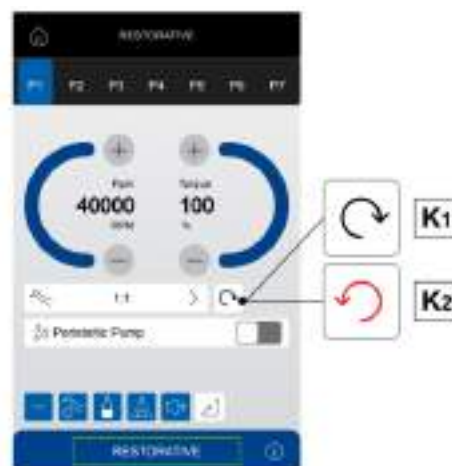 RESTORATIVE
P1 P2 P3 P4 P5 P6 P7
Torque
40000 100
RPM %
1:1
Peristaltic Pump
K1
K2
RESTORATIVE